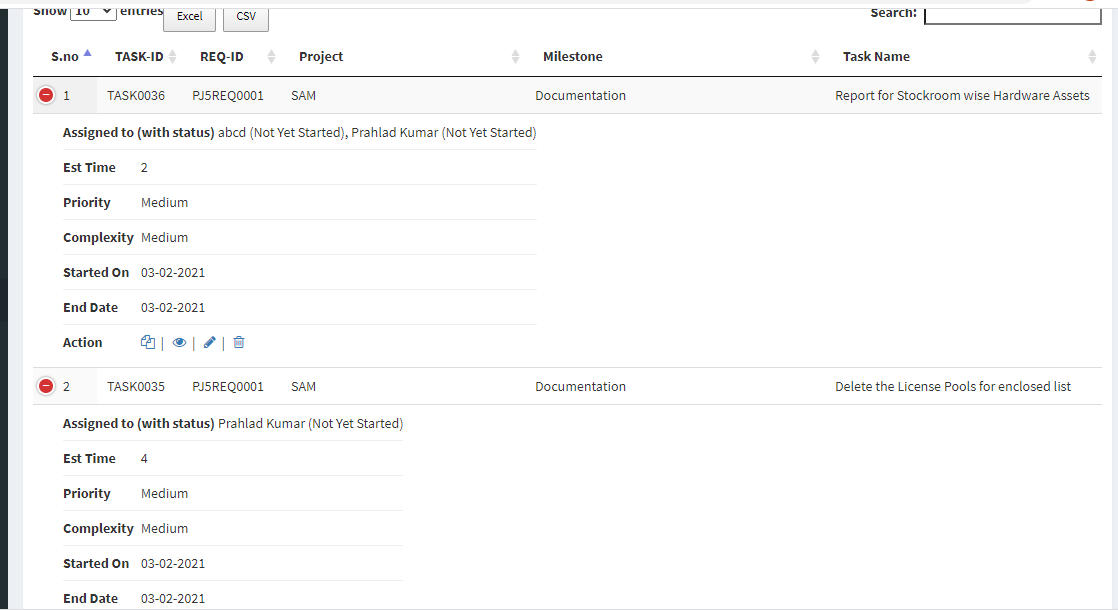 Show 10 entries Excel CSV Search:
S.no TASK-ID REQ-ID Project Milestone Task Name
1 TASK0036 PJ5REQ0001 SAM Documentation Report for Stockroom wise Hardware Assets
Assigned to (with status) abcd (Not Yet Started), Prahlad Kumar (Not Yet Started)
Est Time 2
Priority Medium
Complexity Medium
Started On 03-02-2021
End Date 03-02-2021
Action | | |
2 TASK0035 PJ5REQ0001 SAM Documentation Delete the License Pools for enclosed list
Assigned to (with status) Prahlad Kumar (Not Yet Started)
Est Time 4
Priority Medium
Complexity Medium
Started On 03-02-2021
End Date 03-02-2021